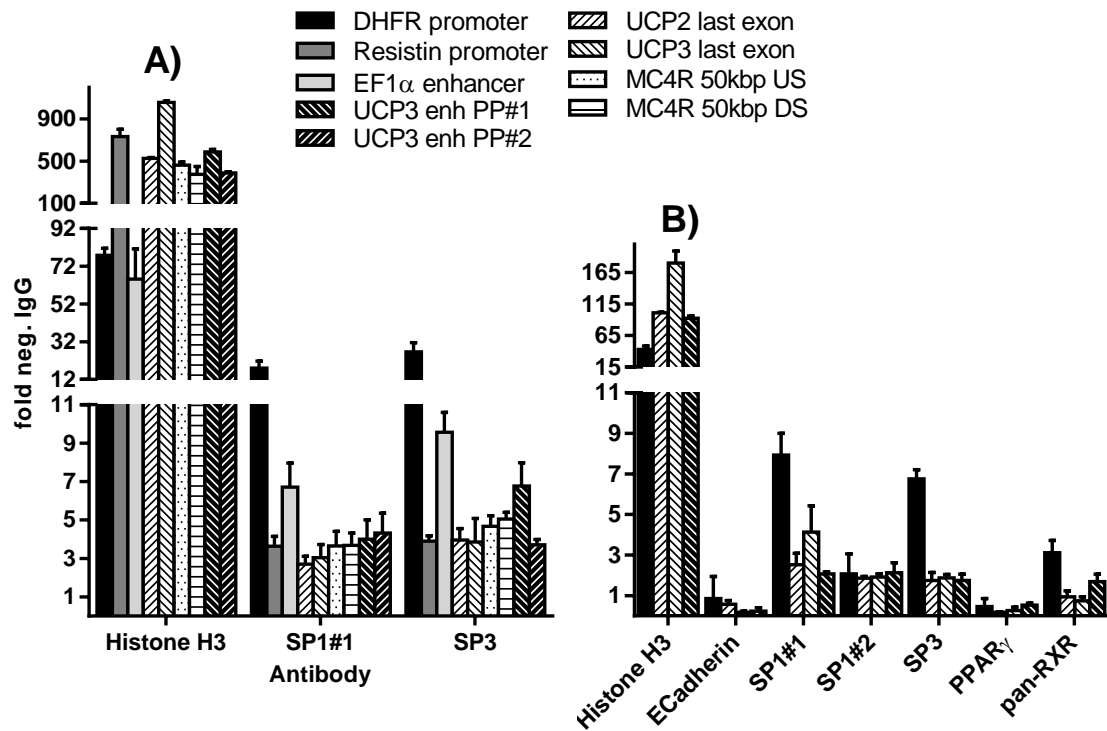 DHFR promoter
Resistin promoter
EF1α enhancer
UCP3 enh PP#1
UCP3 enh PP#2
UCP2 last exon
UCP3 last exon
MC4R 50kbp US
MC4R 50kbp DS
A)
fold neg. IgG
900
500
100
92
72
52
32
12
11
9
7
5
3
1
Histone H3
SP1#1
SP3
Antibody
B)
165
115
65
15
11
9
7
5
3
1
Histone H3
ECadherin
SP1#1
SP1#2
SP3
PPARγ
pan-RXR